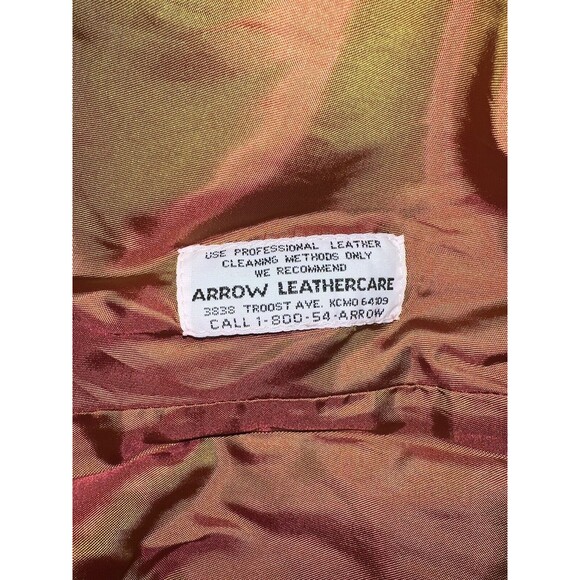 USE PROFESSIONAL LEATHER
CLEANING METHODS ONLY
WE RECOMMEND
ARROW LEATHERCARE
3838 TROOST AVE. KCMO 64109
CALL 1-800-54-ARROW